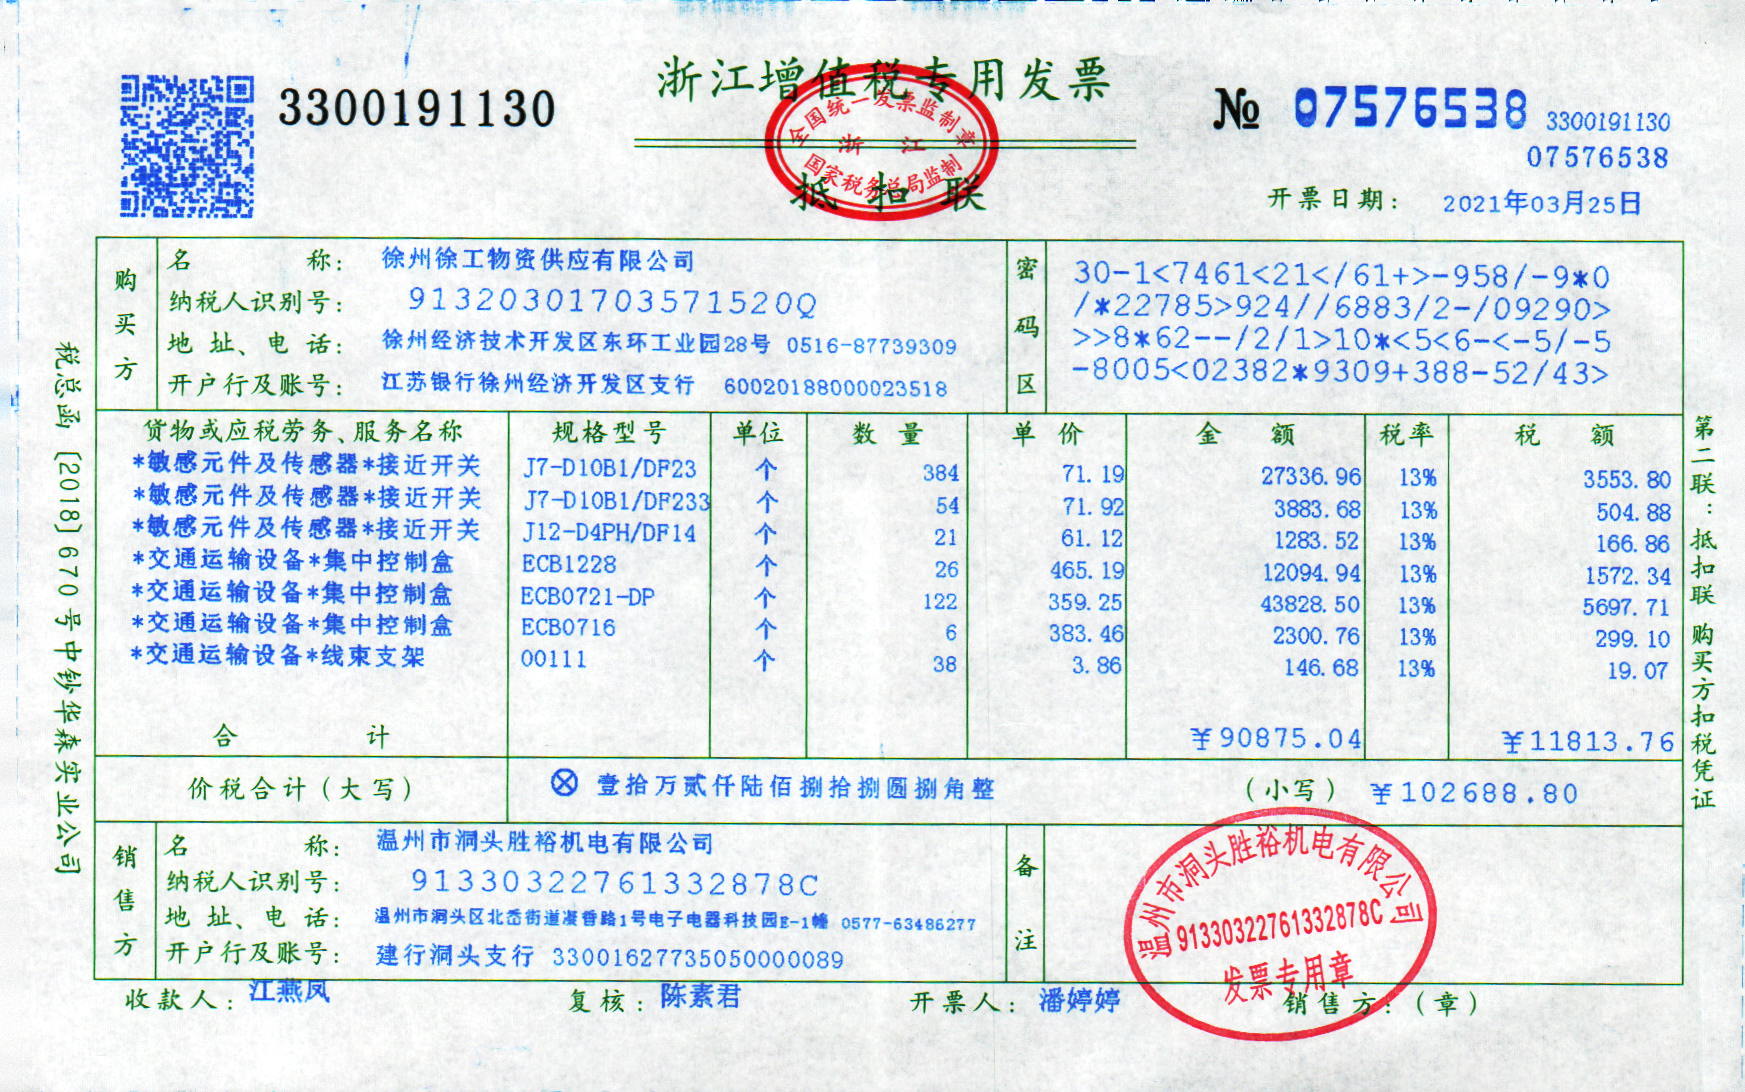 浙江增值税专用发票
3300191130
№ 07576538
3300191130
07576538
全国统一发票监制章
浙江
国家税务总局监制
抵扣联
开票日期: 2021年03月25日
购买方
名称: 徐州徐工物资供应有限公司
纳税人识别号: 91320301703571520Q
地址、电话: 徐州经济技术开发区东环工业园28号 0516-87739309
开户行及账号: 江苏银行徐州经济开发区支行 60020188000023518
密码区
30-1<7461<21</61+>-958/-9*0
/*22785>924//6883/2-/09290>
>>8*62--/2/1>10*<5<6-<-5/-5
-8005<02382*9309+388-52/43>
货物或应税劳务、服务名称 规格型号 单位 数量 单价 金额 税率 税额
*敏感元件及传感器*接近开关 J7-D10B1/DF23 个 384 71.19 27336.96 13% 3553.80
*敏感元件及传感器*接近开关 J7-D10B1/DF233 个 54 71.92 3883.68 13% 504.88
*敏感元件及传感器*接近开关 J12-D4PH/DF14 个 21 61.12 1283.52 13% 166.86
*交通运输设备*集中控制盒 ECB1228 个 26 465.19 12094.94 13% 1572.34
*交通运输设备*集中控制盒 ECB0721-DP 个 122 359.25 43828.50 13% 5697.71
*交通运输设备*集中控制盒 ECB0716 个 6 383.46 2300.76 13% 299.10
*交通运输设备*线束支架 00111 个 38 3.86 146.68 13% 19.07
合计 ¥90875.04 ¥11813.76
价税合计(大写) ⊗ 壹拾万贰仟陆佰捌拾捌圆捌角整 (小写) ¥102688.80
销售方
名称: 温州市洞头胜裕机电有限公司
纳税人识别号: 91330322761332878C
地址、电话: 温州市洞头区北岙街道凝香路1号电子电器科技园E-1幢 0577-63486277
开户行及账号: 建行洞头支行 33001627735050000089
备注
温州市洞头胜裕机电有限公司
91330322761332878C
发票专用章
收款人: 江燕凤 复核: 陈素君 开票人: 潘婷婷 销售方:(章)
税总函[2018]670号中钞华森实业公司
第二联:抵扣联 购买方扣税凭证